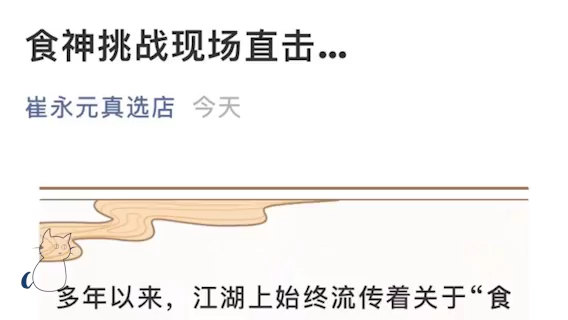 食神挑战现场直击...
崔永元真选店 今天
多年以来，江湖上始终流传着关于“食